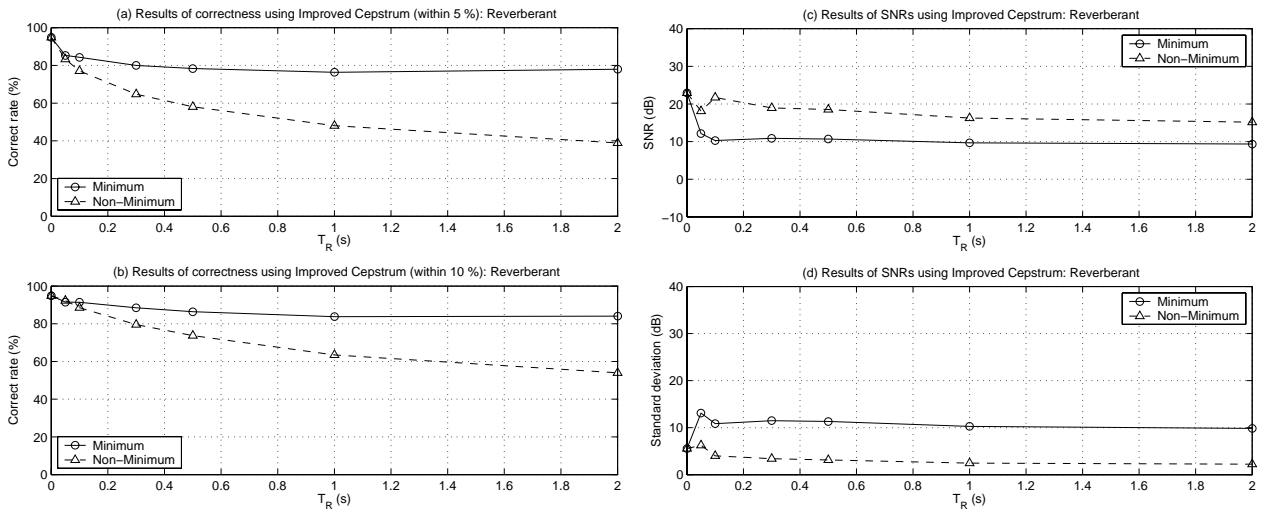 (a) Results of correctness using Improved Cepstrum (within 5 %): Reverberant
Correct rate (%)
100
80
60
40
20
0
Minimum
Non−Minimum
0 0.2 0.4 0.6 0.8 1 1.2 1.4 1.6 1.8 2
T_R (s)
(b) Results of correctness using Improved Cepstrum (within 10 %): Reverberant
Correct rate (%)
100
80
60
40
20
0
Minimum
Non−Minimum
0 0.2 0.4 0.6 0.8 1 1.2 1.4 1.6 1.8 2
T_R (s)
(c) Results of SNRs using Improved Cepstrum: Reverberant
SNR (dB)
40
30
20
10
0
−10
Minimum
Non−Minimum
0 0.2 0.4 0.6 0.8 1 1.2 1.4 1.6 1.8 2
T_R (s)
(d) Results of SNRs using Improved Cepstrum: Reverberant
Standard deviation (dB)
40
30
20
10
0
Minimum
Non−Minimum
0 0.2 0.4 0.6 0.8 1 1.2 1.4 1.6 1.8 2
T_R (s)